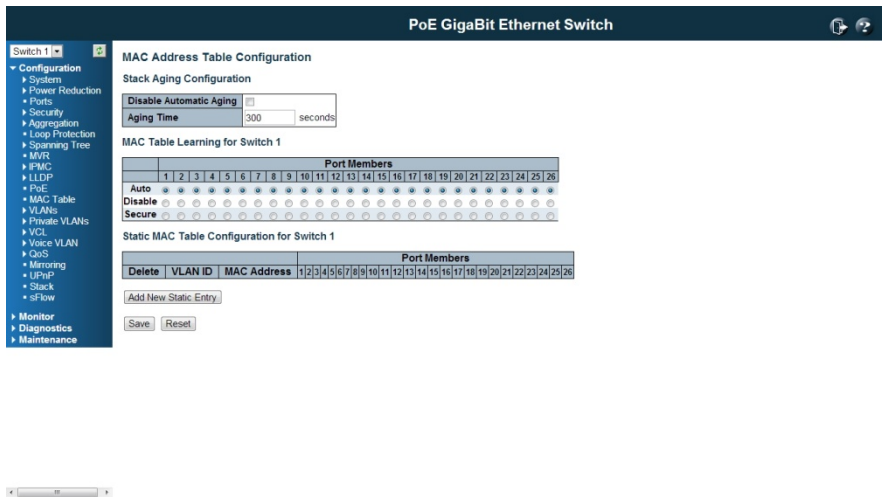 PoE GigaBit Ethernet Switch
Switch 1
Configuration
System
Power Reduction
Ports
Security
Aggregation
Loop Protection
Spanning Tree
MVR
IPMC
LLDP
PoE
MAC Table
VLANs
Private VLANs
VCL
Voice VLAN
QoS
Mirroring
UPnP
Stack
sFlow
Monitor
Diagnostics
Maintenance
MAC Address Table Configuration
Stack Aging Configuration
Disable Automatic Aging
Aging Time 300 seconds
MAC Table Learning for Switch 1
Port Members
1 2 3 4 5 6 7 8 9 10 11 12 13 14 15 16 17 18 19 20 21 22 23 24 25 26
Auto
Disable
Secure
Static MAC Table Configuration for Switch 1
Port Members
Delete VLAN ID MAC Address 1 2 3 4 5 6 7 8 9 10 11 12 13 14 15 16 17 18 19 20 21 22 23 24 25 26
Add New Static Entry
Save Reset